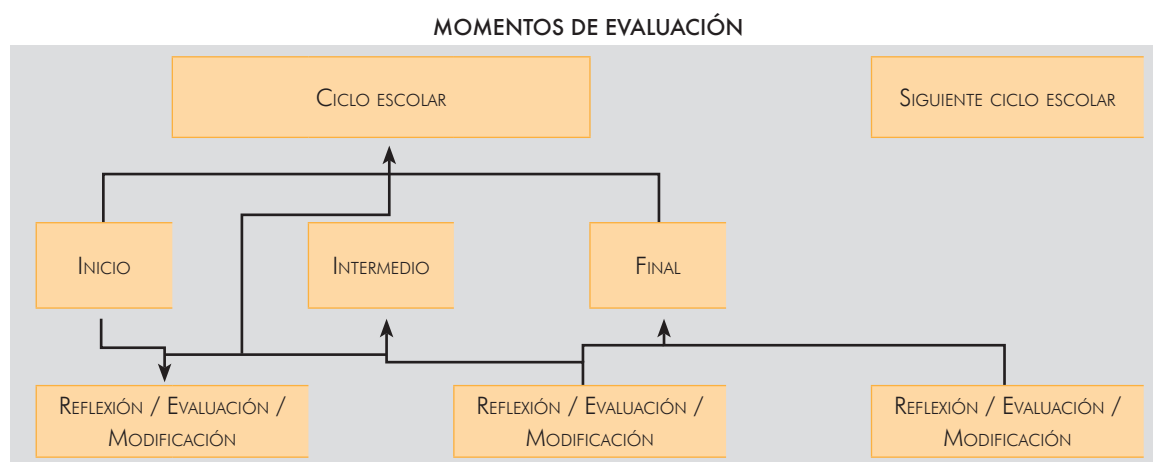 MOMENTOS DE EVALUACIÓN
CICLO ESCOLAR
SIGUIENTE CICLO ESCOLAR
INICIO
INTERMEDIO
FINAL
REFLEXIÓN / EVALUACIÓN /
MODIFICACIÓN
REFLEXIÓN / EVALUACIÓN /
MODIFICACIÓN
REFLEXIÓN / EVALUACIÓN /
MODIFICACIÓN